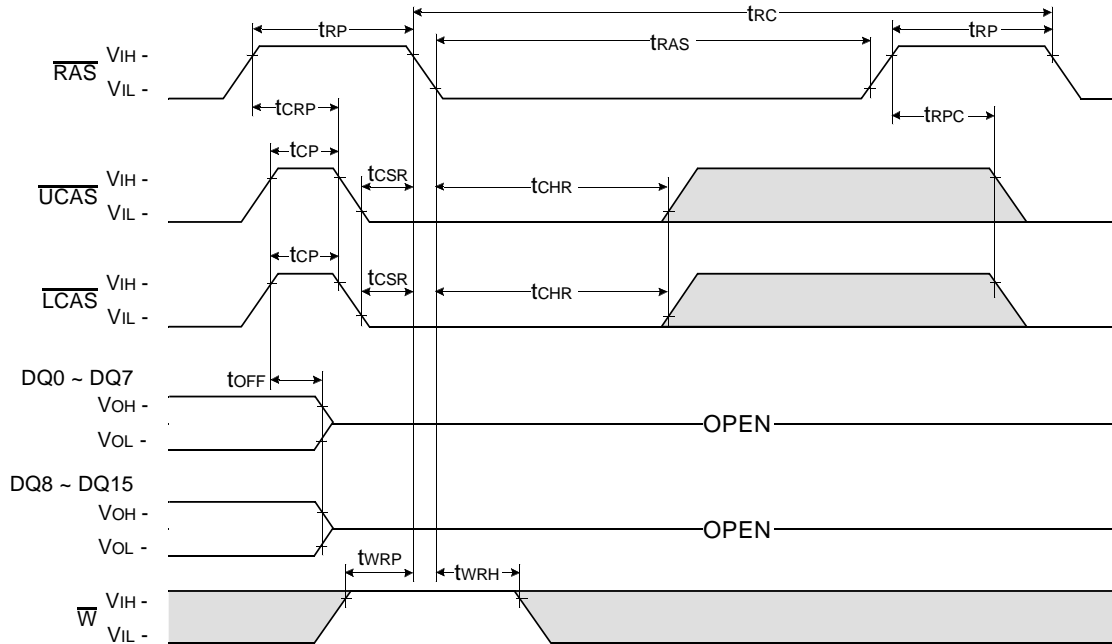 tRC
tRP
tRP
tRAS
RAS
VIH -
VIL -
tCRP
tRPC
tCP
tCSR
tCHR
UCAS
VIH -
VIL -
tCP
tCSR
tCHR
LCAS
VIH -
VIL -
DQ0 ~ DQ7
tOFF
VOH -
VOL -
OPEN
DQ8 ~ DQ15
VOH -
VOL -
OPEN
tWRP
tWRH
W
VIH -
VIL -